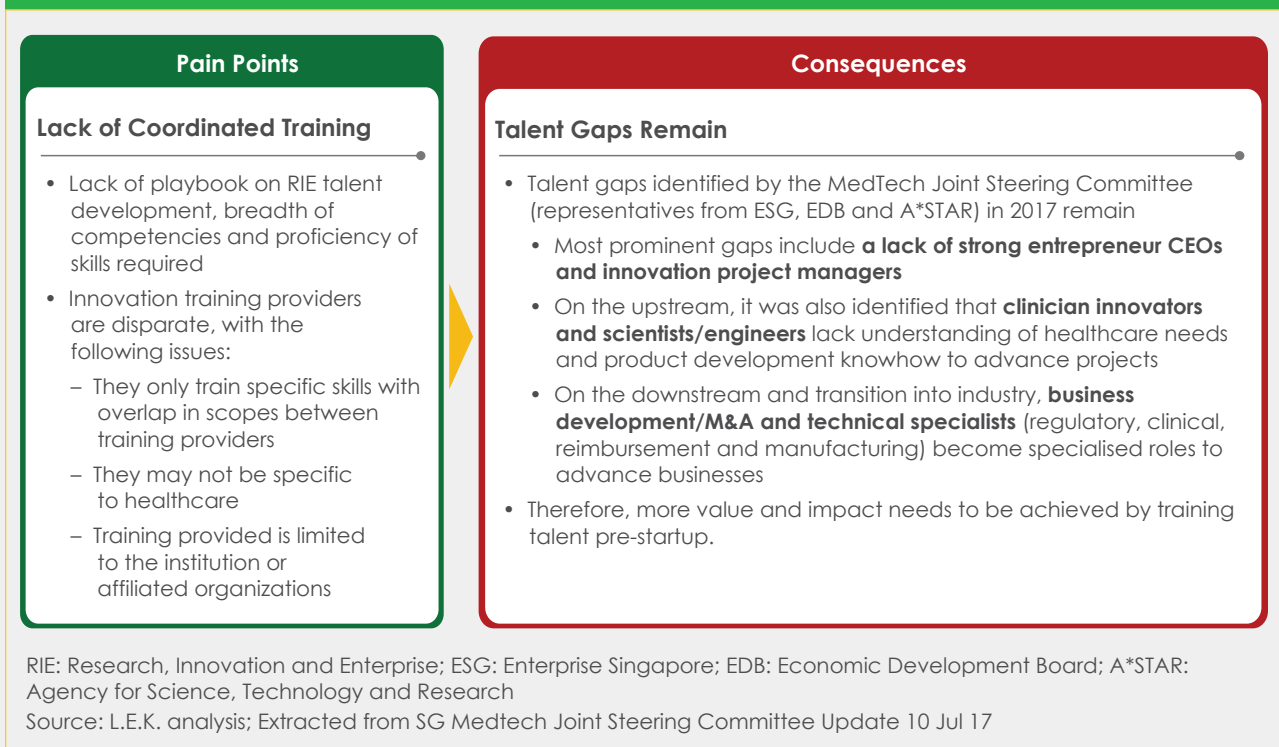 Pain Points
Lack of Coordinated Training
• Lack of playbook on RIE talent
development, breadth of
competencies and proficiency of
skills required
• Innovation training providers
are disparate, with the
following issues:
– They only train specific skills with
overlap in scopes between
training providers
– They may not be specific
to healthcare
– Training provided is limited
to the institution or
affiliated organizations
Consequences
Talent Gaps Remain
• Talent gaps identified by the MedTech Joint Steering Committee
(representatives from ESG, EDB and A*STAR) in 2017 remain
• Most prominent gaps include a lack of strong entrepreneur CEOs
and innovation project managers
• On the upstream, it was also identified that clinician innovators
and scientists/engineers lack understanding of healthcare needs
and product development knowhow to advance projects
• On the downstream and transition into industry, business
development/M&A and technical specialists (regulatory, clinical,
reimbursement and manufacturing) become specialised roles to
advance businesses
• Therefore, more value and impact needs to be achieved by training
talent pre-startup.
RIE: Research, Innovation and Enterprise; ESG: Enterprise Singapore; EDB: Economic Development Board; A*STAR:
Agency for Science, Technology and Research
Source: L.E.K. analysis; Extracted from SG Medtech Joint Steering Committee Update 10 Jul 17